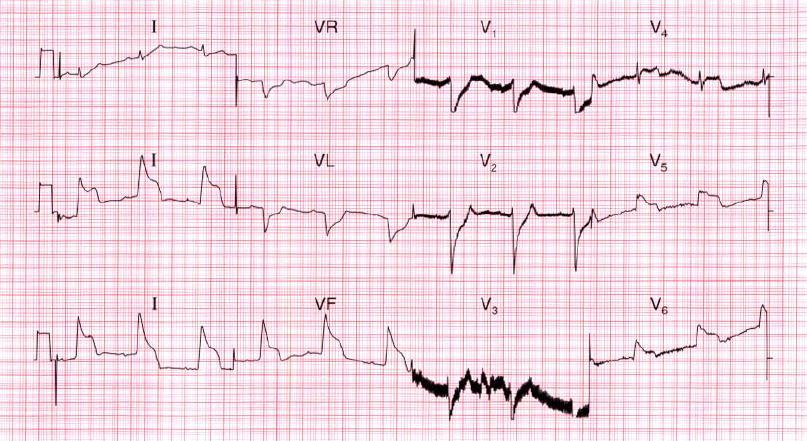 I VR V₁ V₄
I VL V₂ V₅
I VF V₃ V₆